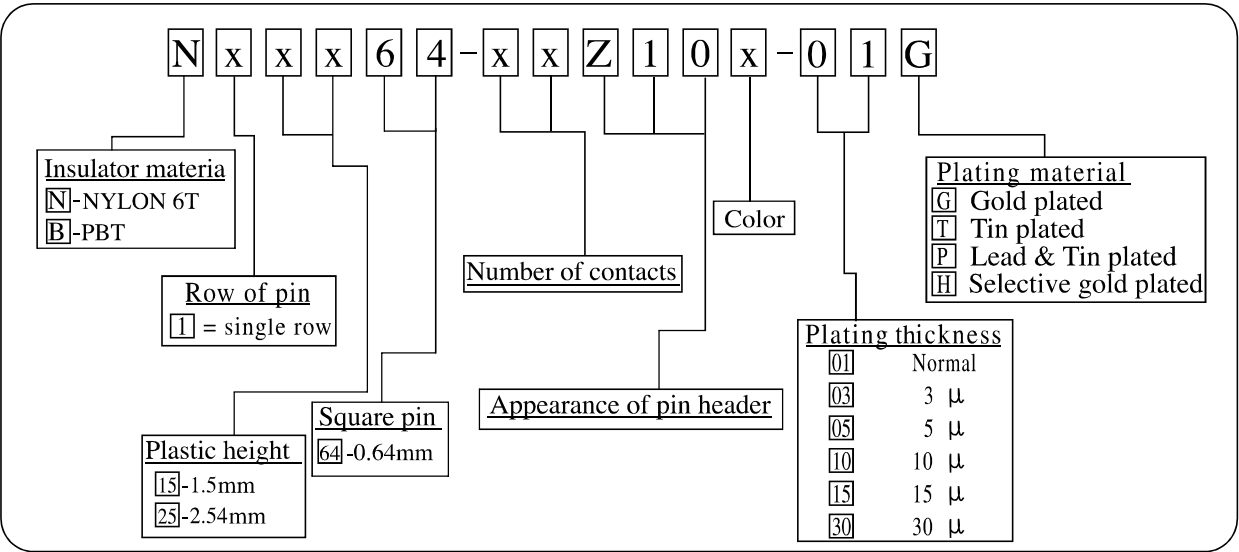 N x x x 6 4 - x x Z 1 0 x - 0 1 G
Insulator materia
N-NYLON 6T
B-PBT
Row of pin
1 = single row
Plastic height
15-1.5mm
25-2.54mm
Square pin
64-0.64mm
Number of contacts
Appearance of pin header
Color
Plating thickness
01 Normal
03 3 μ
05 5 μ
10 10 μ
15 15 μ
30 30 μ
Plating material
G Gold plated
T Tin plated
P Lead & Tin plated
H Selective gold plated